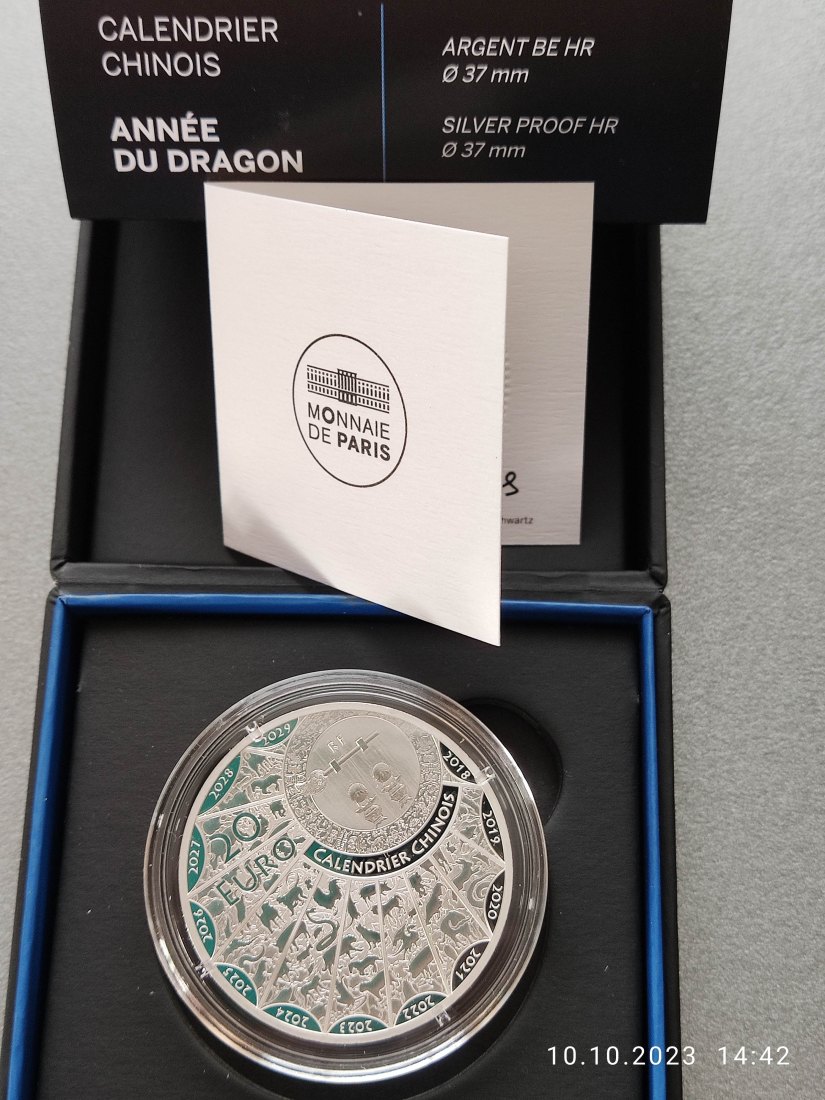 CALENDRIER
CHINOIS
ANNÉE
DU DRAGON
ARGENT BE HR
Ø 37 mm
SILVER PROOF HR
Ø 37 mm
MONNAIE
DE PARIS
hwartz
RF
20
EURO
CALENDRIER CHINOIS
2018
2019
2020
2021
2022
2023
2024
2025
2026
2027
2028
2029
10.10.2023 14:42